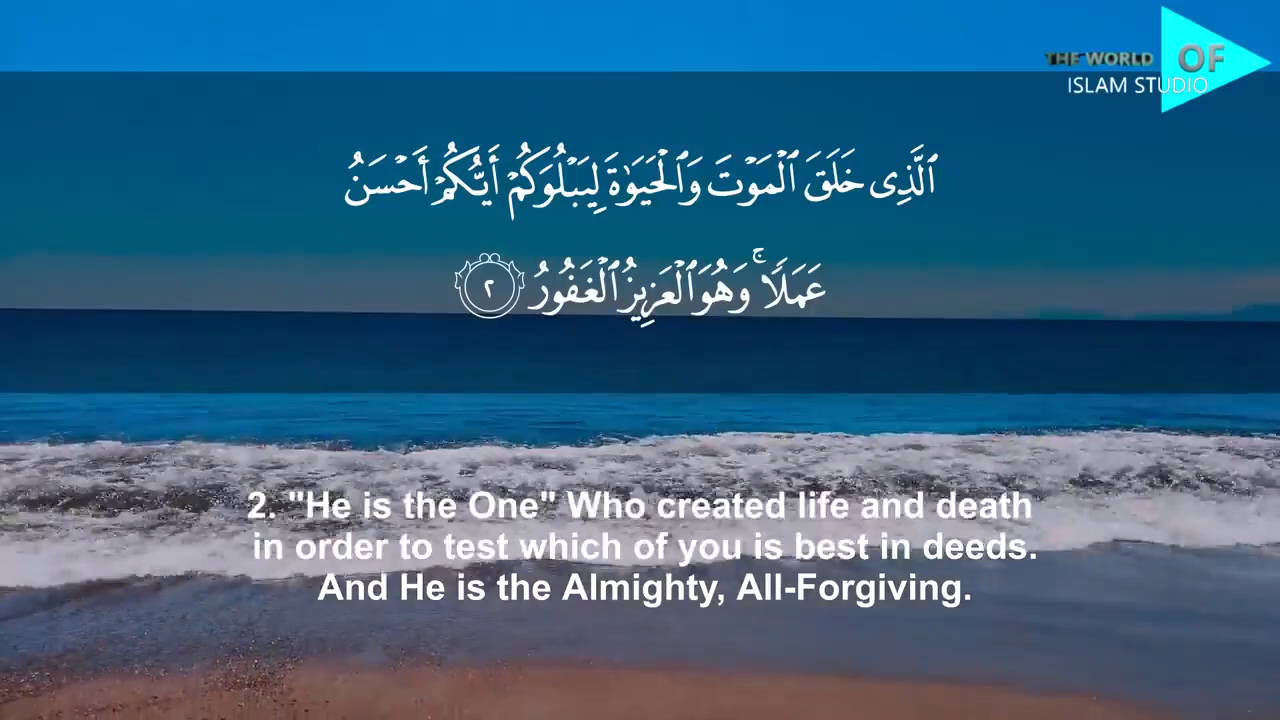 THE WORLD OF
ISLAM STUDIO
ٱلَّذِى خَلَقَ ٱلْمَوْتَ وَٱلْحَيَوٰةَ لِيَبْلُوَكُمْ أَيُّكُمْ أَحْسَنُ
عَمَلًا ۚ وَهُوَ ٱلْعَزِيزُ ٱلْغَفُورُ ٢
2. "He is the One" Who created life and death
in order to test which of you is best in deeds.
And He is the Almighty, All-Forgiving.